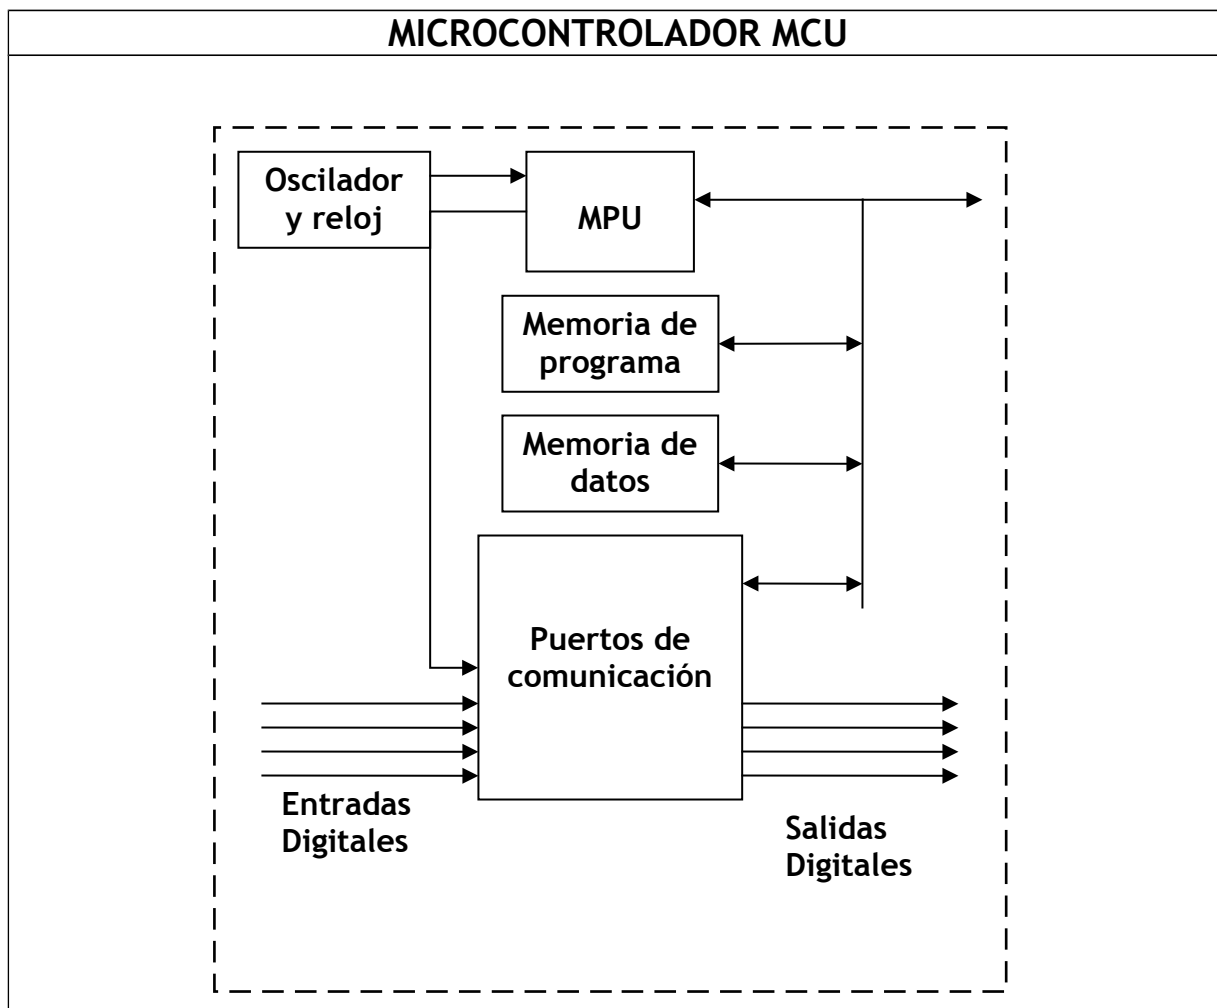 MICROCONTROLADOR MCU
Oscilador
y reloj
MPU
Memoria de
programa
Memoria de
datos
Puertos de
comunicación
Entradas
Digitales
Salidas
Digitales